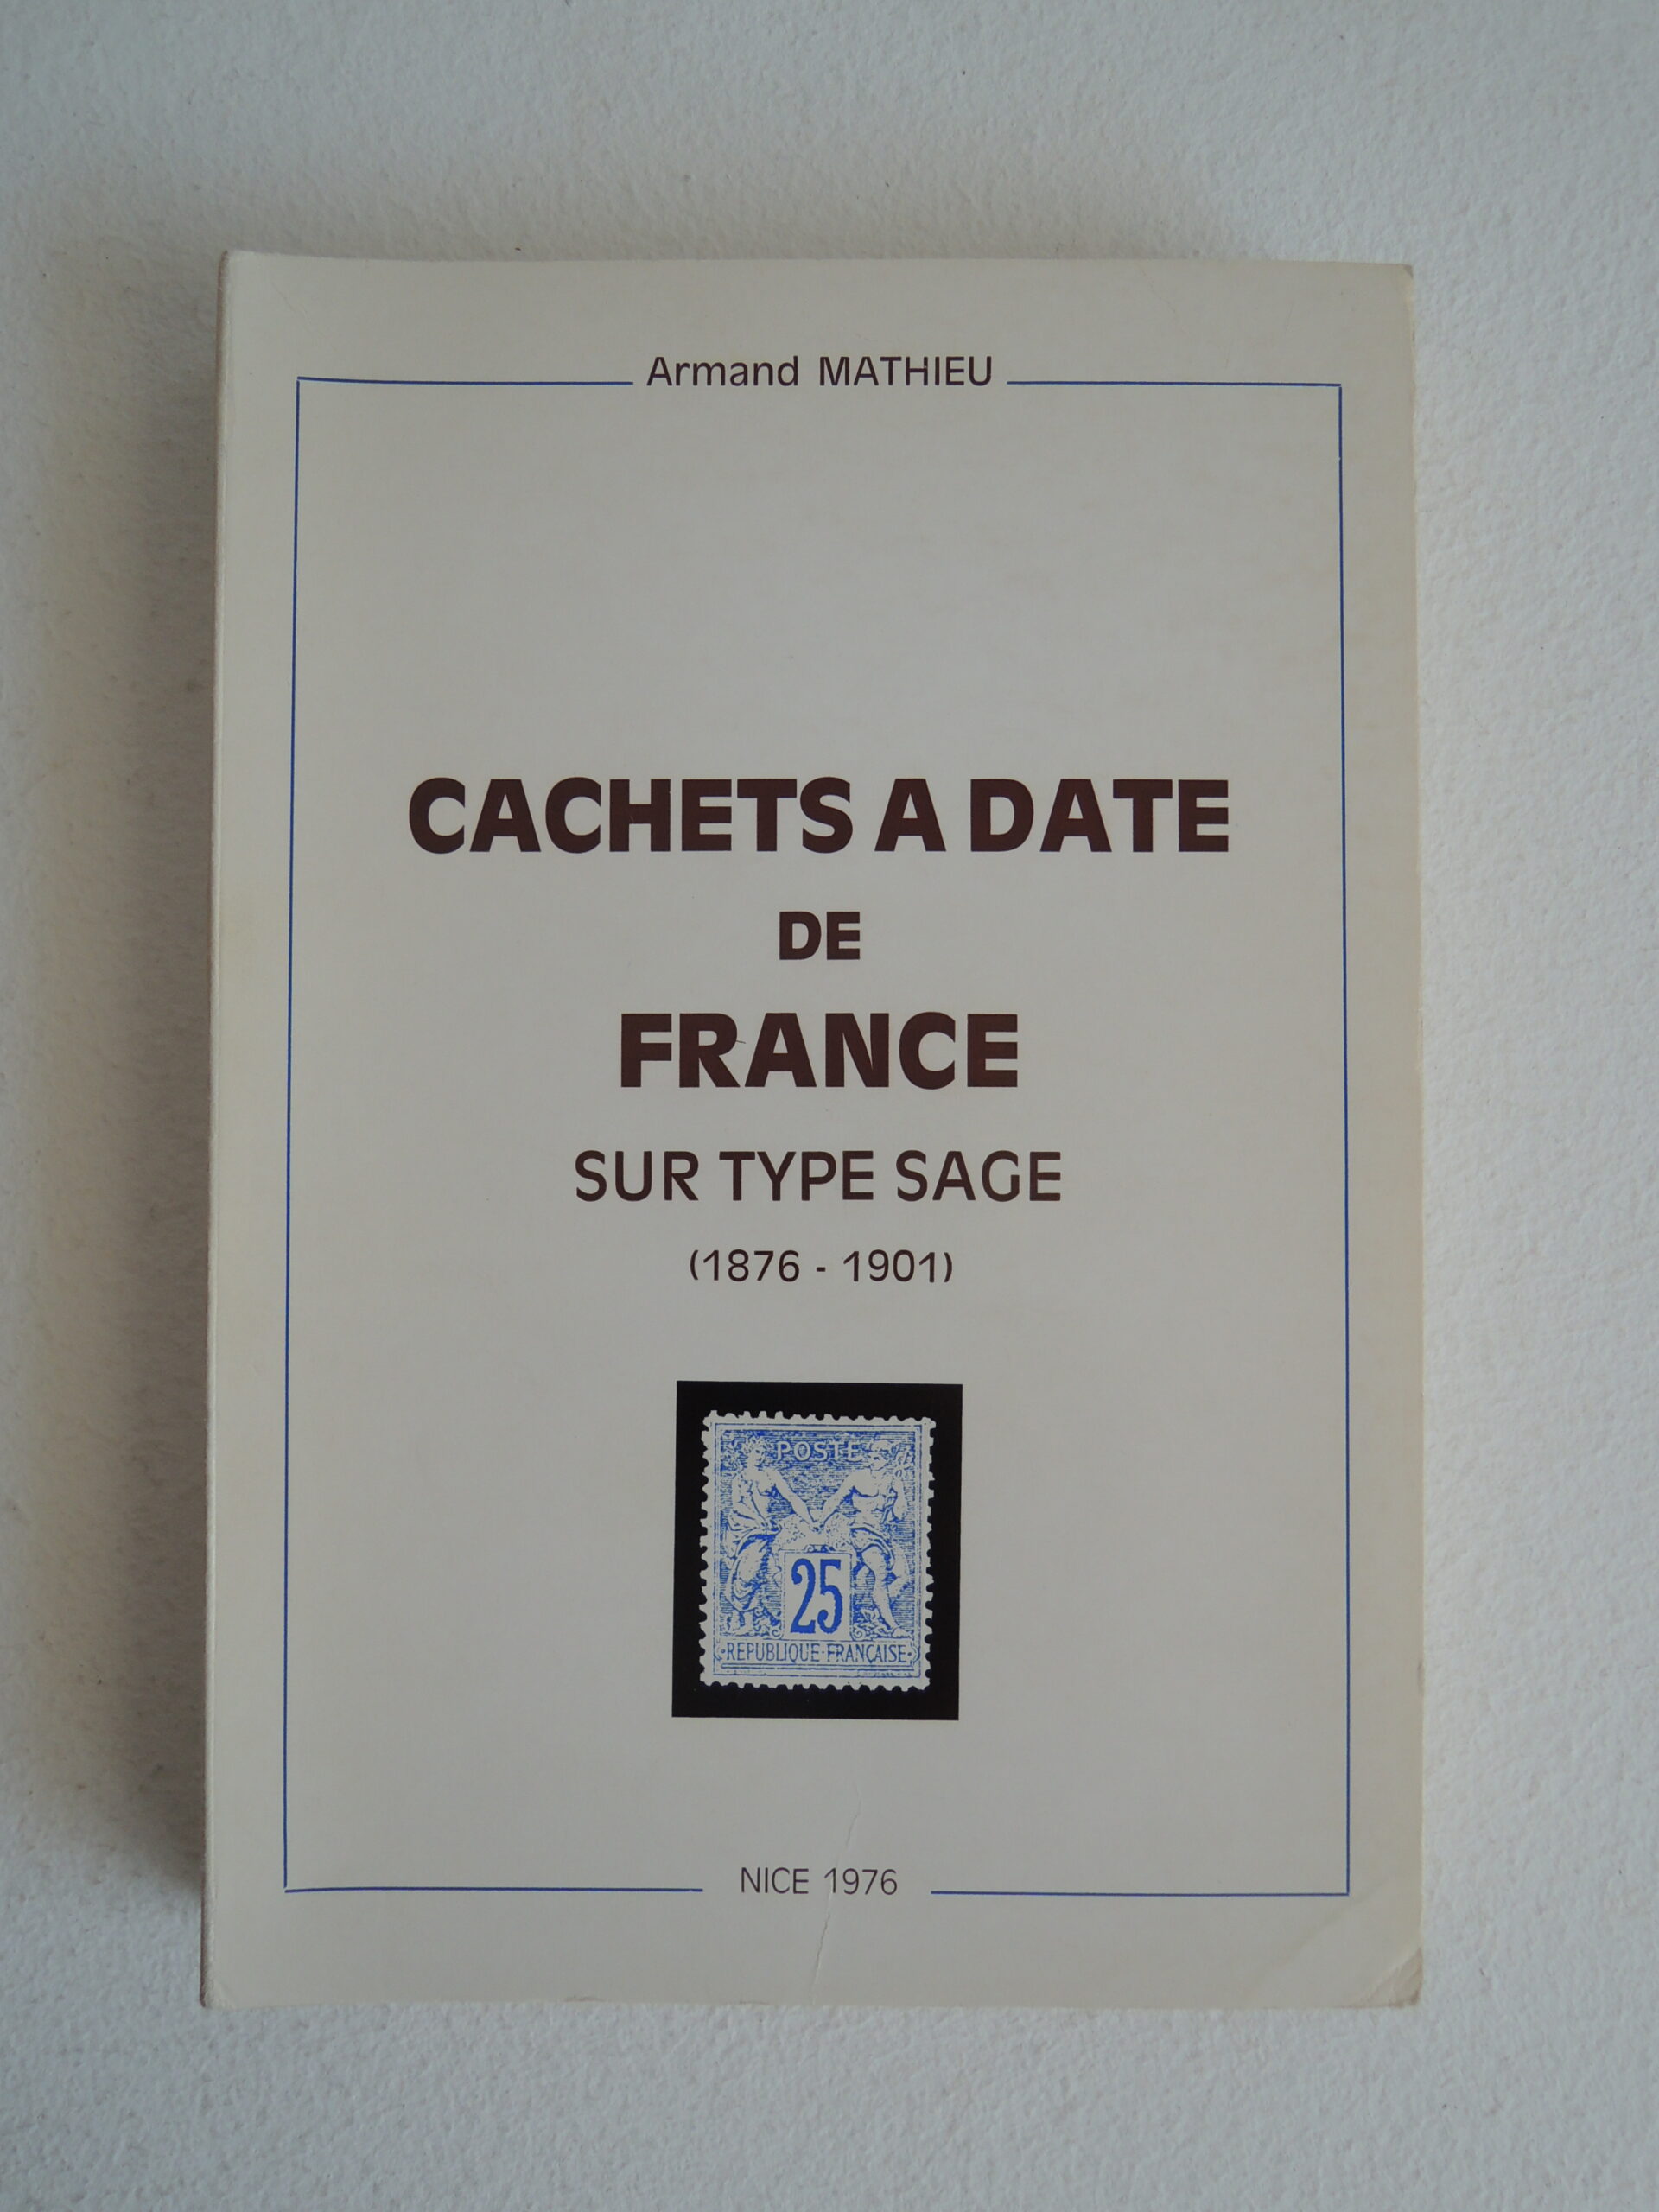 Armand MATHIEU
CACHETS A DATE
DE
FRANCE
SUR TYPE SAGE
(1876 - 1901)
POSTE
25
·REPUBLIQUE·FRANÇAISE·
NICE 1976